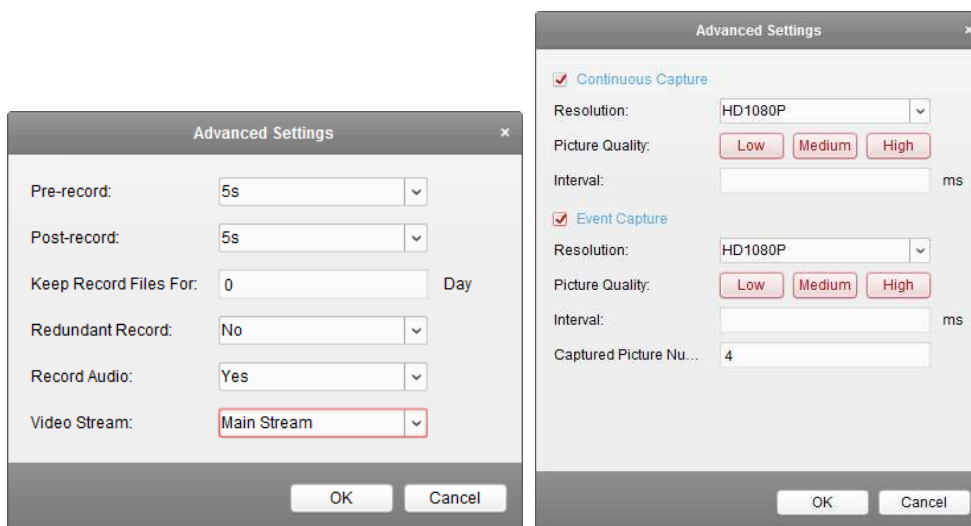 Advanced Settings ×
Pre-record: 5s
Post-record: 5s
Keep Record Files For: 0 Day
Redundant Record: No
Record Audio: Yes
Video Stream: Main Stream
OK Cancel
Advanced Settings ×
Continuous Capture
Resolution: HD1080P
Picture Quality: Low Medium High
Interval: ms
Event Capture
Resolution: HD1080P
Picture Quality: Low Medium High
Interval: ms
Captured Picture Nu... 4
OK Cancel